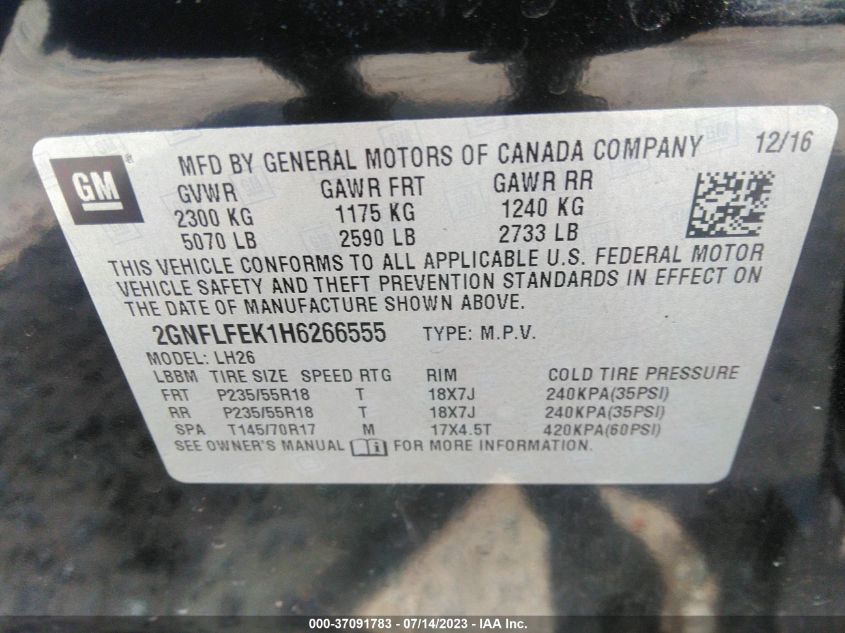 GM ® MFD BY GENERAL MOTORS OF CANADA COMPANY 12/16
GVWR GAWR FRT GAWR RR
2300 KG 1175 KG 1240 KG
5070 LB 2590 LB 2733 LB
THIS VEHICLE CONFORMS TO ALL APPLICABLE U.S. FEDERAL MOTOR
VEHICLE SAFETY AND THEFT PREVENTION STANDARDS IN EFFECT ON
THE DATE OF MANUFACTURE SHOWN ABOVE.
2GNFLFEK1H6266555 TYPE: M.P.V.
MODEL: LH26
LBBM TIRE SIZE SPEED RTG RIM COLD TIRE PRESSURE
FRT P235/55R18 T 18X7J 240KPA(35PSI)
RR P235/55R18 T 18X7J 240KPA(35PSI)
SPA T145/70R17 M 17X4.5T 420KPA(60PSI)
SEE OWNER'S MANUAL FOR MORE INFORMATION.
000-37091783 - 07/14/2023 - IAA Inc.